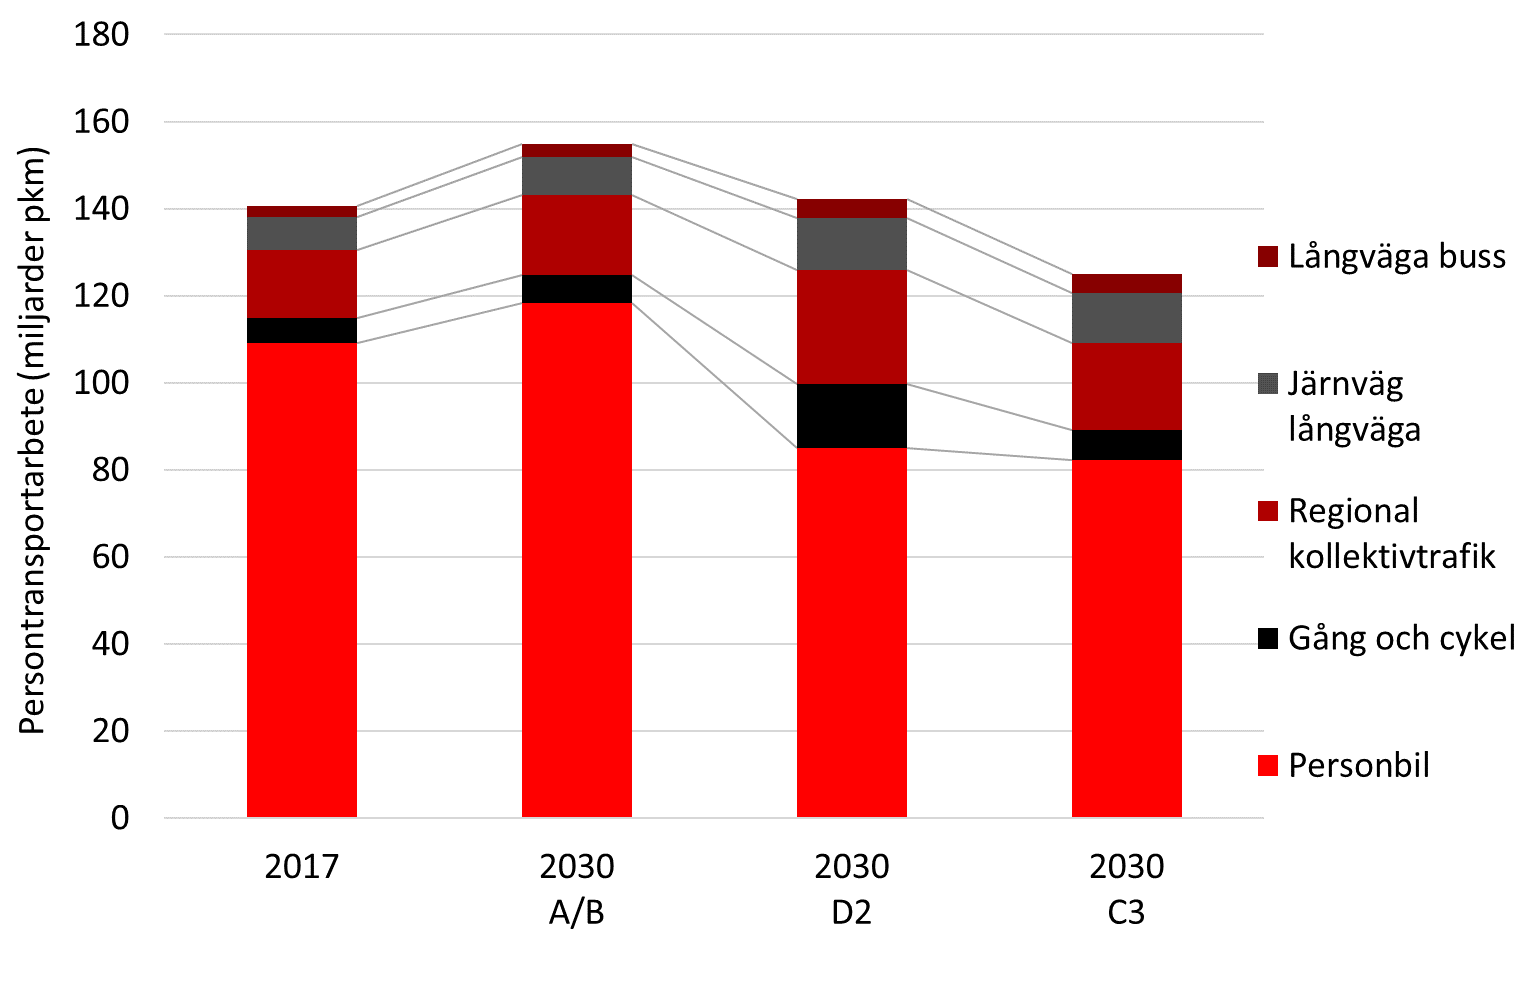 Persontransportarbete (miljarder pkm)
180
160
140
120
100
80
60
40
20
0
2017
2030
A/B
2030
D2
2030
C3
Långväga buss
Järnväg
långväga
Regional
kollektivtrafik
Gång och cykel
Personbil